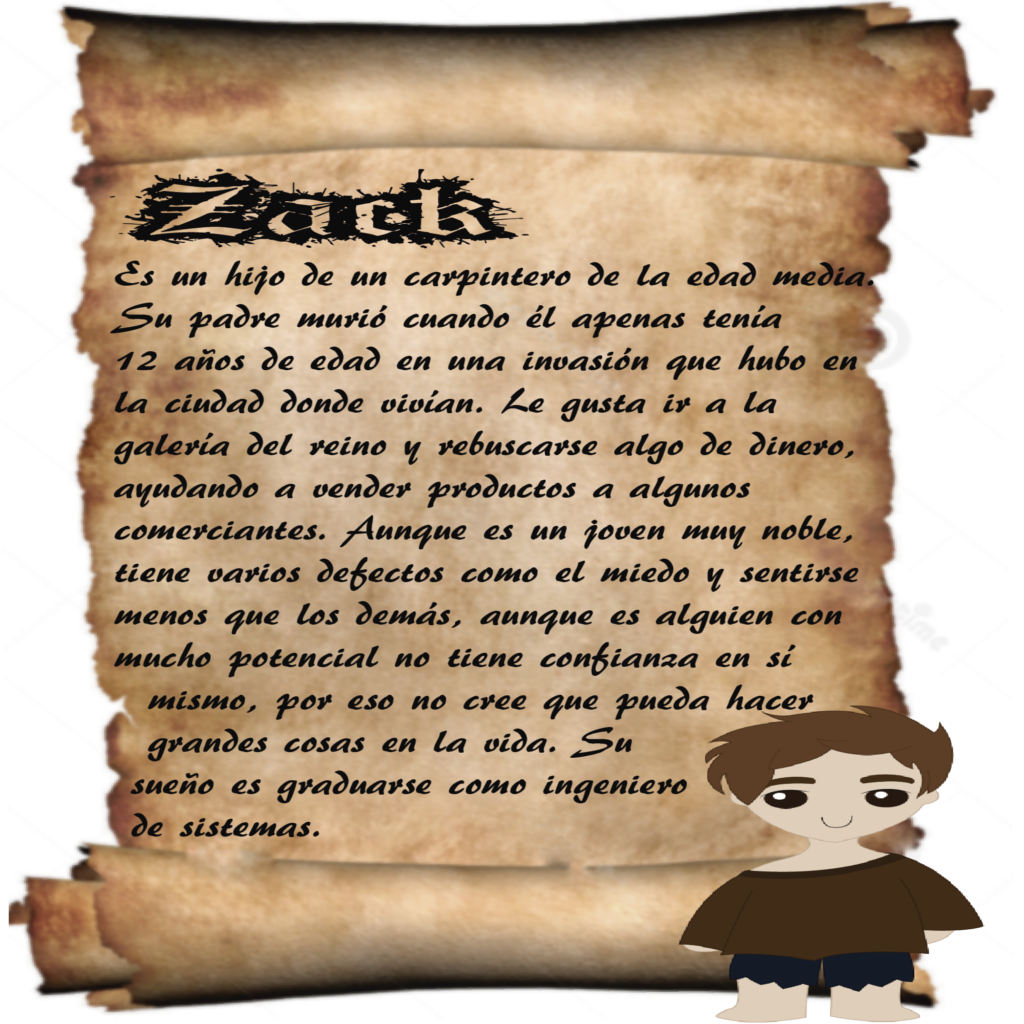 Zack
Es un hijo de un carpintero de la edad media.
Su padre murió cuando él apenas tenía
12 años de edad en una invasión que hubo en
la ciudad donde vivían. Le gusta ir a la
galería del reino y rebuscarse algo de dinero,
ayudando a vender productos a algunos
comerciantes. Aunque es un joven muy noble,
tiene varios defectos como el miedo y sentirse
menos que los demás, aunque es alguien con
mucho potencial no tiene confianza en sí
mismo, por eso no cree que pueda hacer
grandes cosas en la vida. Su
sueño es graduarse como ingeniero
de sistemas.